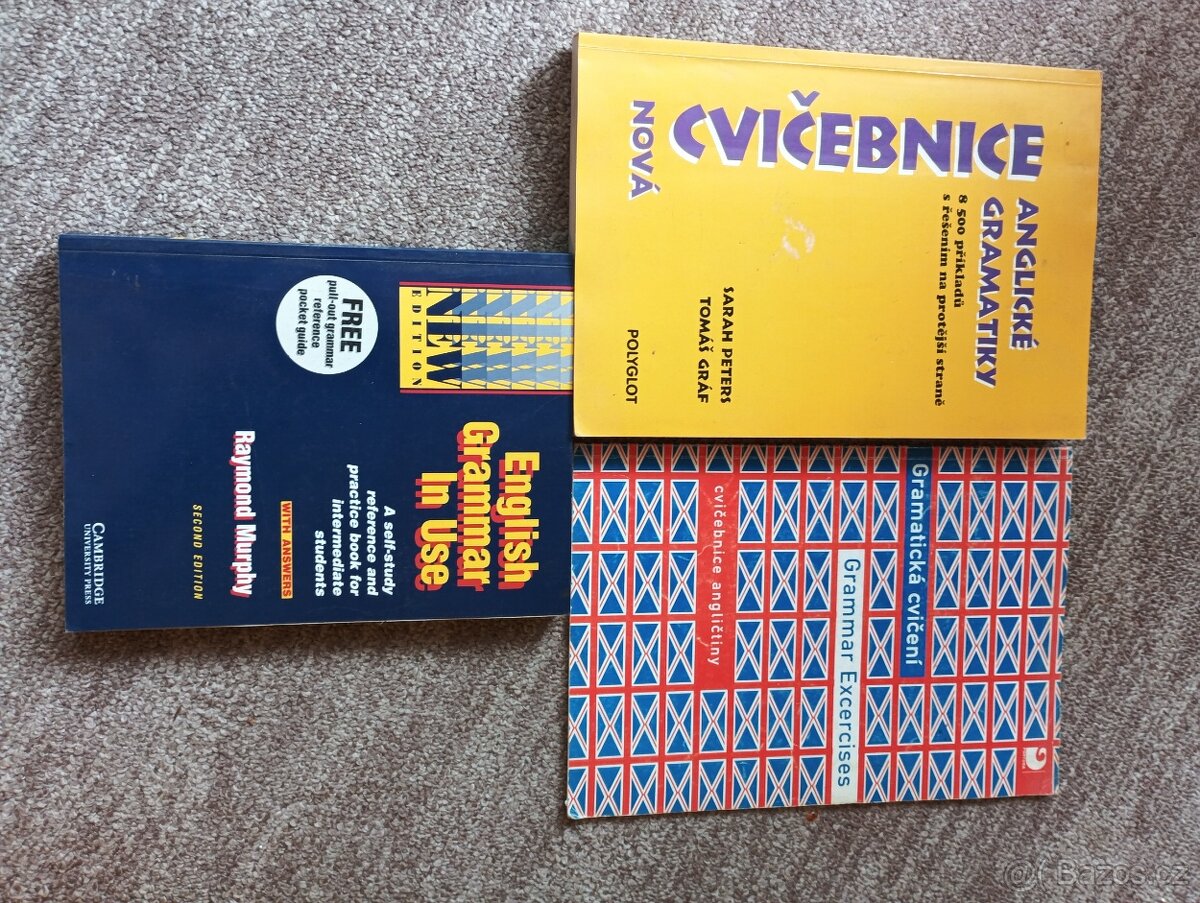 NOVÁ
CVIČEBNICE
ANGLICKÉ
GRAMATIKY
8 500 příkladů
s řešením na protější straně
SARAH PETERS
TOMÁŠ GRÁF
POLYGLOT
NEW
EDITION
FREE
pull-out grammar
reference
pocket guide
English
Grammar
In Use
A self-study
reference and
practice book for
intermediate
students
WITH ANSWERS
Raymond Murphy
SECOND EDITION
CAMBRIDGE
UNIVERSITY PRESS
Gramatická cvičení
Grammar Excercises
cvičebnice angličtiny
@ Bazos.cz